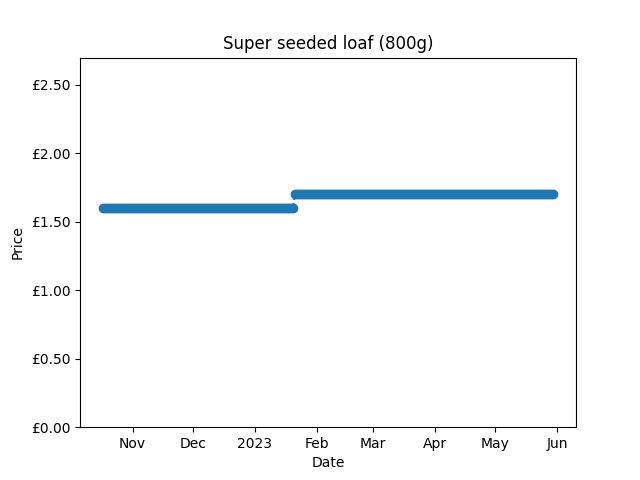 Super seeded loaf (800g)
£2.50
£2.00
£1.50
£1.00
£0.50
£0.00
Price
Nov Dec 2023 Feb Mar Apr May Jun
Date